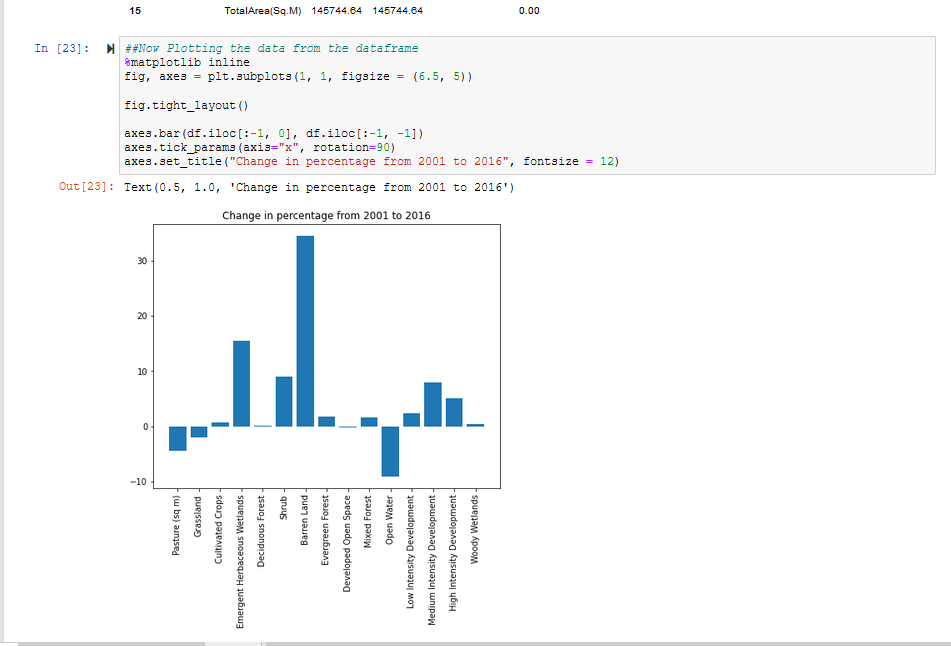 15 TotalArea(Sq.M) 145744.64 145744.64 0.00
In [23]: ##Now Plotting the data from the dataframe
%matplotlib inline
fig, axes = plt.subplots(1, 1, figsize = (6.5, 5))
fig.tight_layout()
axes.bar(df.iloc[:-1, 0], df.iloc[:-1, -1])
axes.tick_params(axis="x", rotation=90)
axes.set_title("Change in percentage from 2001 to 2016", fontsize = 12)
Out[23]: Text(0.5, 1.0, 'Change in percentage from 2001 to 2016')
Change in percentage from 2001 to 2016
30
20
10
0
−10
Pasture (sq m)
Grassland
Cultivated Crops
Emergent Herbaceous Wetlands
Deciduous Forest
Shrub
Barren Land
Evergreen Forest
Developed Open Space
Mixed Forest
Open Water
Low Intensity Development
Medium Intensity Development
High Intensity Development
Woody Wetlands